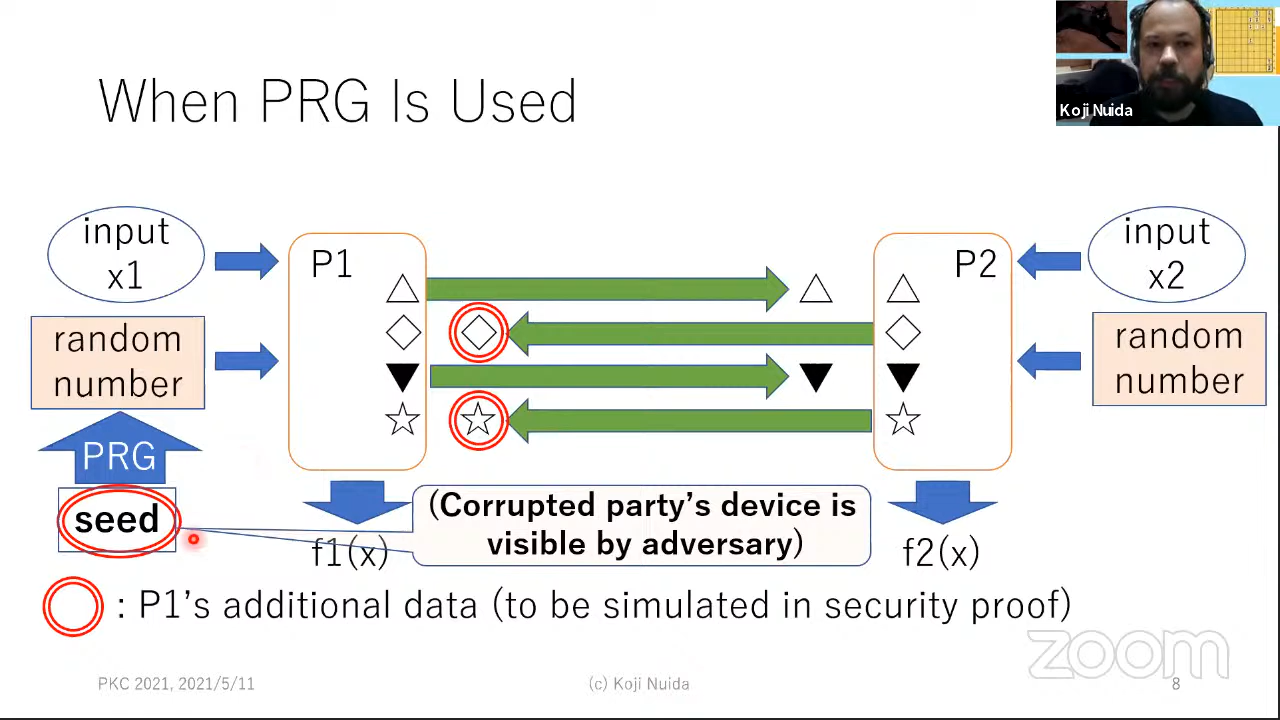 Koji Nuida
When PRG Is Used
input
x1
P1
P2
input
x2
random
number
random
number
PRG
seed
(Corrupted party's device is
visible by adversary)
f1(x)
f2(x)
: P1's additional data (to be simulated in security proof)
zoom
PKC 2021, 2021/5/11
(c) Koji Nuida
8